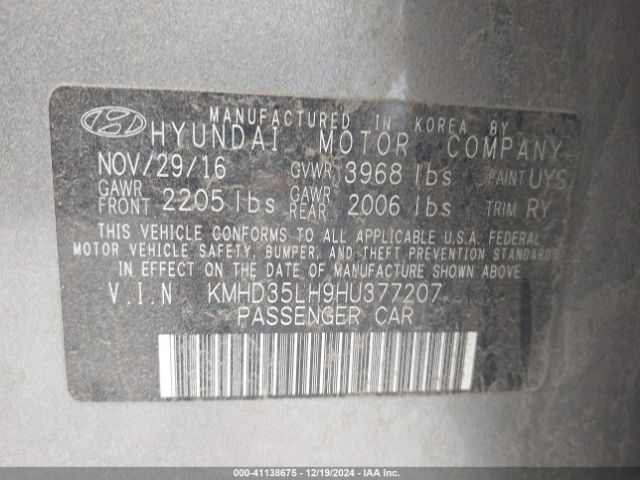 MANUFACTURED IN KOREA BY
HYUNDAI MOTOR COMPANY
NOV/29/16 GVWR 3968 lbs PAINT UYS
GAWR FRONT 2205 lbs GAWR REAR 2006 lbs TRIM RY
THIS VEHICLE CONFORMS TO ALL APPLICABLE U.S.A. FEDERAL
MOTOR VEHICLE SAFETY, BUMPER, AND THEFT PREVENTION STANDARDS
IN EFFECT ON THE DATE OF MANUFACTURE SHOWN ABOVE
V.I.N KMHD35LH9HU377207
PASSENGER CAR
000-41138675 | 12/19/2024 - IAA Inc.